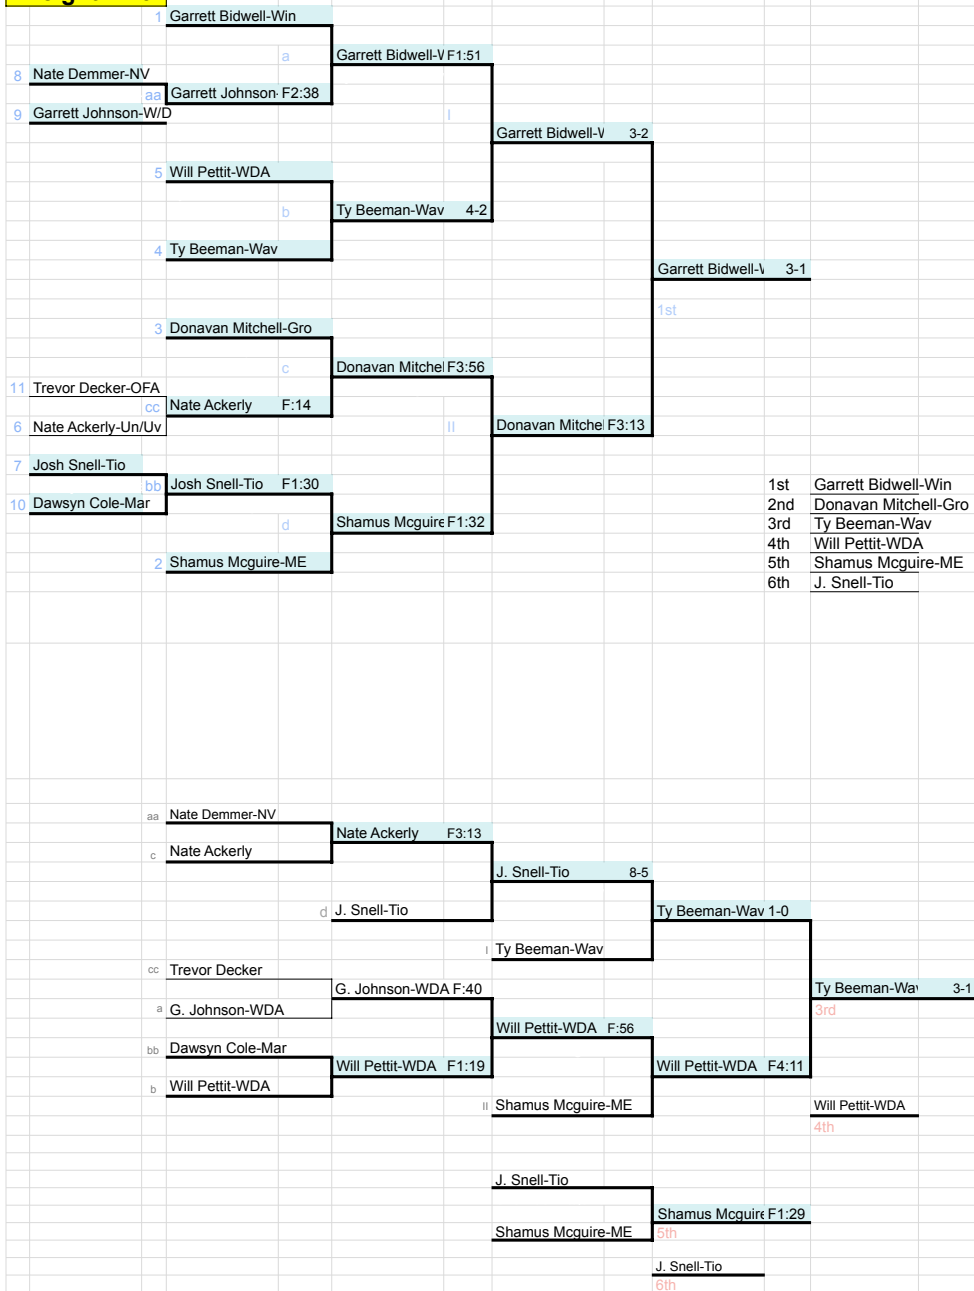 1 Garrett Bidwell-Win
a Garrett Bidwell-V F1:51
8 Nate Demmer-NV
aa Garrett Johnson- F2:38
9 Garrett Johnson-W/D
I
Garrett Bidwell-V 3-2
5 Will Pettit-WDA
b Ty Beeman-Wav 4-2
4 Ty Beeman-Wav
Garrett Bidwell-V 3-1
1st
3 Donavan Mitchell-Gro
c Donavan Mitchel F3:56
11 Trevor Decker-OFA
cc Nate Ackerly F:14
6 Nate Ackerly-Un/Uv
II Donavan Mitche F3:13
7 Josh Snell-Tio
bb Josh Snell-Tio F1:30
10 Dawsyn Cole-Mar
d Shamus Mcguire F1:32
2 Shamus Mcguire-ME
1st Garrett Bidwell-Win
2nd Donavan Mitchell-Gro
3rd Ty Beeman-Wav
4th Will Pettit-WDA
5th Shamus Mcguire-ME
6th J. Snell-Tio
aa Nate Demmer-NV
Nate Ackerly F3:13
c Nate Ackerly
J. Snell-Tio 8-5
d J. Snell-Tio
Ty Beeman-Wav 1-0
I Ty Beeman-Wav
cc Trevor Decker
G. Johnson-WDA F:40
Ty Beeman-Wav 3-1
3rd
a G. Johnson-WDA
Will Pettit-WDA F:56
bb Dawsyn Cole-Mar
Will Pettit-WDA F1:19
Will Pettit-WDA F4:11
b Will Pettit-WDA
II Shamus Mcguire-ME
Will Pettit-WDA
4th
J. Snell-Tio
Shamus Mcguire F1:29
Shamus Mcguire-ME
5th
J. Snell-Tio
6th